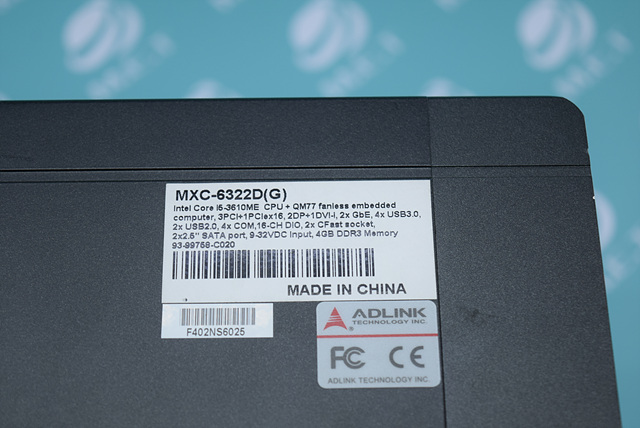 MXC-6322D(G)
Intel Core i5-3610ME CPU + QM77 fanless embedded
computer, 3PCI+1PCIex16, 2DP+1DVI-I, 2x GbE, 4x USB3.0,
2x USB2.0, 4x COM,16-CH DIO, 2x CFast socket,
2x2.5" SATA port, 9-32VDC Input, 4GB DDR3 Memory
93-99758-C020
MADE IN CHINA
F402NS6025
ADLINK
TECHNOLOGY INC.
FC CE
ADLINK TECHNOLOGY INC.